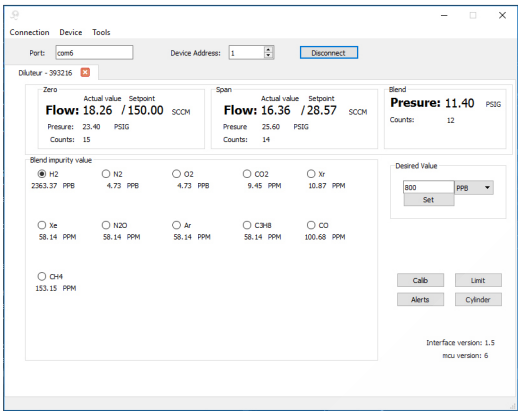 Connection Device Tools
Port: com6 Device Address: 1 Disconnect
Diluteur - 393216
Zero
Actual value Setpoint
Flow: 18.26 / 150.00 SCCM
Presure: 23.40 PSIG
Counts: 15
Span
Actual value Setpoint
Flow: 16.36 / 28.57 SCCM
Presure 25.60 PSIG
Counts: 14
Blend
Presure: 11.40 PSIG
Counts: 12
Blend impurity value
H2 N2 O2 CO2 Xr
2363.37 PPB 4.73 PPB 4.73 PPB 9.45 PPM 10.87 PPM
Xe N2O Ar C3H8 CO
58.14 PPM 58.14 PPM 58.14 PPM 58.14 PPM 100.68 PPM
CH4
153.15 PPM
Desired Value
800 PPB
Set
Calib Limit
Alerts Cylinder
Interface version: 1.5
mcu version: 6